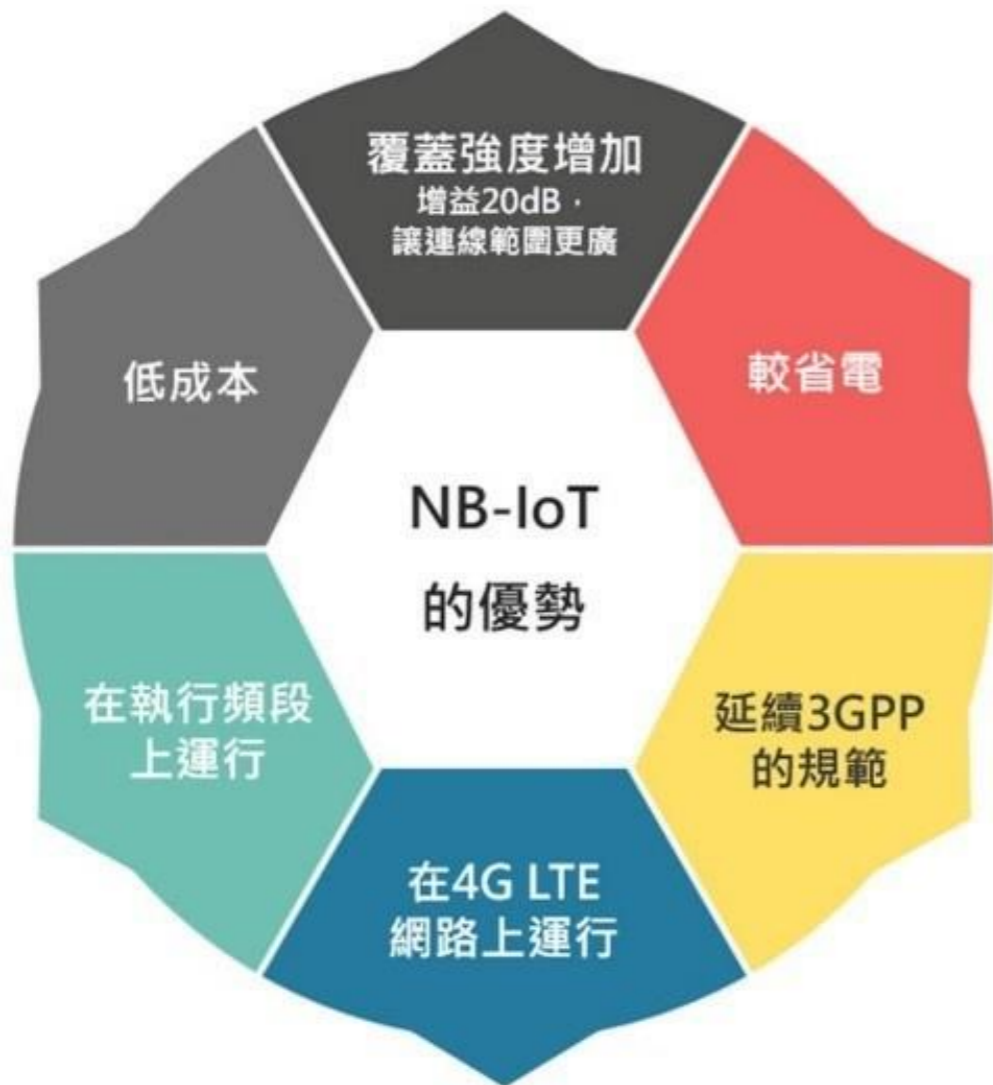 覆蓋強度增加
增益20dB，
讓連線範圍更廣
較省電
延續3GPP
的規範
在4G LTE
網路上運行
在執行頻段
上運行
低成本
NB-IoT
的優勢